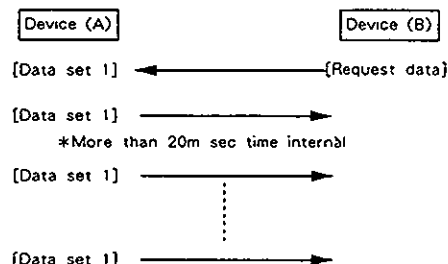 Device (A) Device (B)
[Data set 1] [Request data]
[Data set 1]
*More than 20m sec time internal
[Data set 1]
[Data set 1]